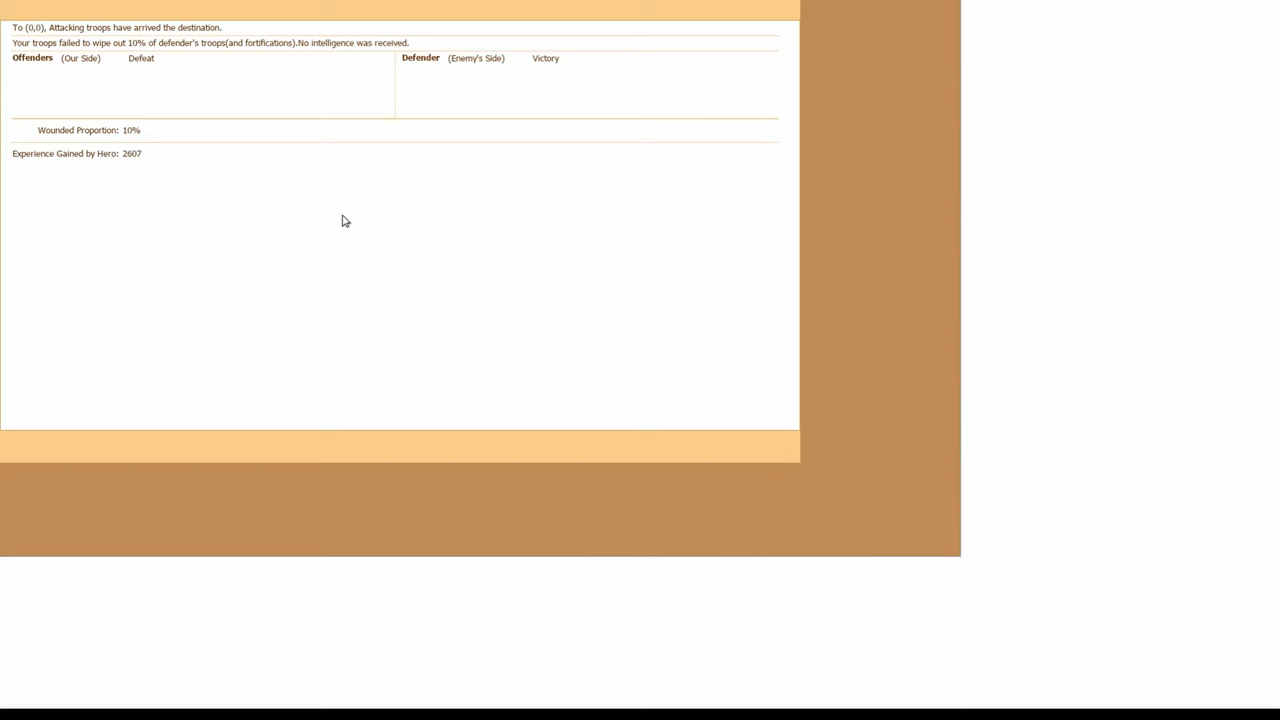 To (0,0), Attacking troops have arrived the destination.
Your troops failed to wipe out 10% of defender's troops(and fortifications).No intelligence was received.
Offenders (Our Side) Defeat Defender (Enemy's Side) Victory
Wounded Proportion: 10%
Experience Gained by Hero: 2607